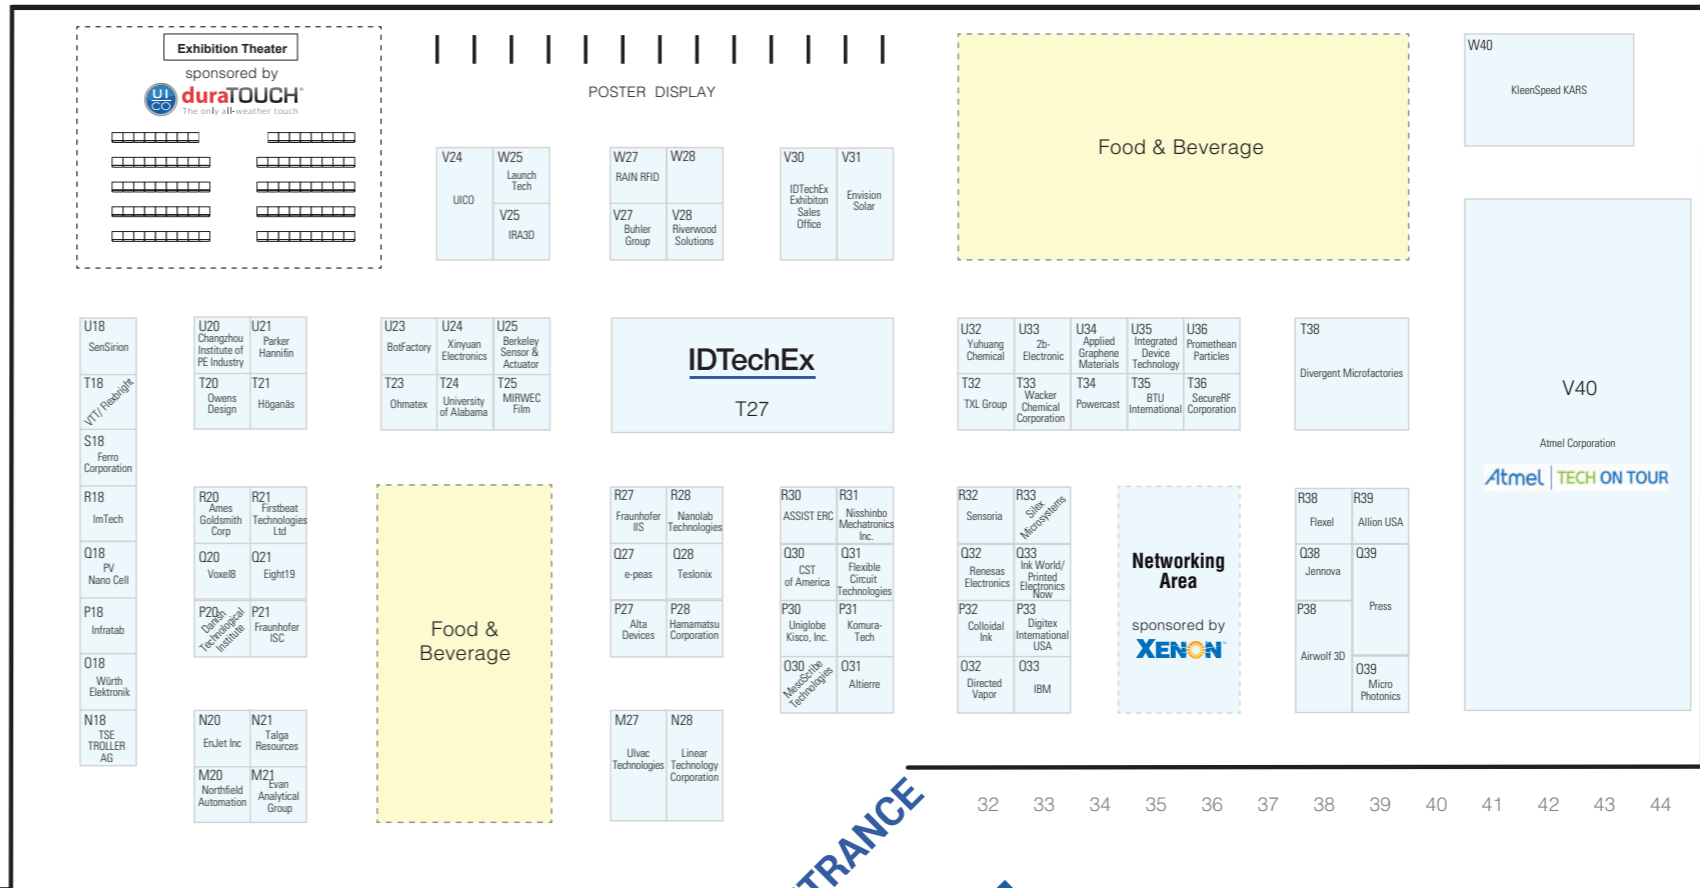 Exhibition Theater
sponsored by
UI
CO
duraTOUCH
The only all-weather touch
POSTER DISPLAY
Food & Beverage
W40
KleenSpeed KARS
V24
UICO
W25
Launch
Tech
V25
IRA3D
W27
RAIN RFID
W28
V27
Buhler
Group
V28
Riverwood
Solutions
V30
IDTechEx
Exhibiton
Sales
Office
V31
Envision
Solar
V40
Atmel Corporation
Atmel | TECH ON TOUR
U18
SenSirion
T18
VTT/ Flexbright
S18
Ferro
Corporation
R18
ImTech
Q18
PV
Nano Cell
P18
Infratab
O18
Würth
Elektronik
N18
TSE
TROLLER
AG
U20
Changzhou
Institute of
PE Industry
U21
Parker
Hannifin
T20
Owens
Design
T21
Höganäs
U23
BotFactory
U24
Xinyuan
Electronics
U25
Berkeley
Sensor &
Actuator
T23
Ohmatex
T24
University
of Alabama
T25
MIRWEC
Film
IDTechEx
T27
U32
Yuhuang
Chemical
U33
2b-
Electronic
U34
Applied
Graphene
Materials
U35
Integrated
Device
Technology
U36
Promethean
Particles
T32
TXL Group
T33
Wacker
Chemical
Corporation
T34
Powercast
T35
BTU
International
T36
SecureRF
Corporation
T38
Divergent Microfactories
R20
Ames
Goldsmith
Corp
R21
Firstbeat
Technologies
Ltd
Q20
Voxel8
Q21
Eight19
P20
Danish
Technological
Institute
P21
Fraunhofer
ISC
N20
EnJet Inc
N21
Talga
Resources
M20
Northfield
Automation
M21
Evan
Analytical
Group
Food &
Beverage
R27
Fraunhofer
IIS
R28
Nanolab
Technologies
Q27
e-peas
Q28
Teslonix
P27
Alta
Devices
P28
Hamamatsu
Corporation
M27
Ulvac
Technologies
N28
Linear
Technology
Corporation
R30
ASSIST ERC
R31
Nisshinbo
Mechatronics
Inc.
Q30
CST
of America
Q31
Flexible
Circuit
Technologies
P30
Uniglobe
Kisco, Inc.
P31
Komura-
Tech
O30
MesoScribe
Technologies
O31
Altierre
R32
Sensoria
R33
Silex
Microsystems
Q32
Renesas
Electronics
Q33
Ink World/
Printed
Electronics
Now
P32
Colloidal
Ink
P33
Digitex
International
USA
O32
Directed
Vapor
O33
IBM
Networking
Area
sponsored by
XENON
R38
Flexel
R39
Allion USA
Q38
Jennova
Q39
Press
P38
Airwolf 3D
O39
Micro
Photonics
32 33 34 35 36 37 38 39 40 41 42 43 44